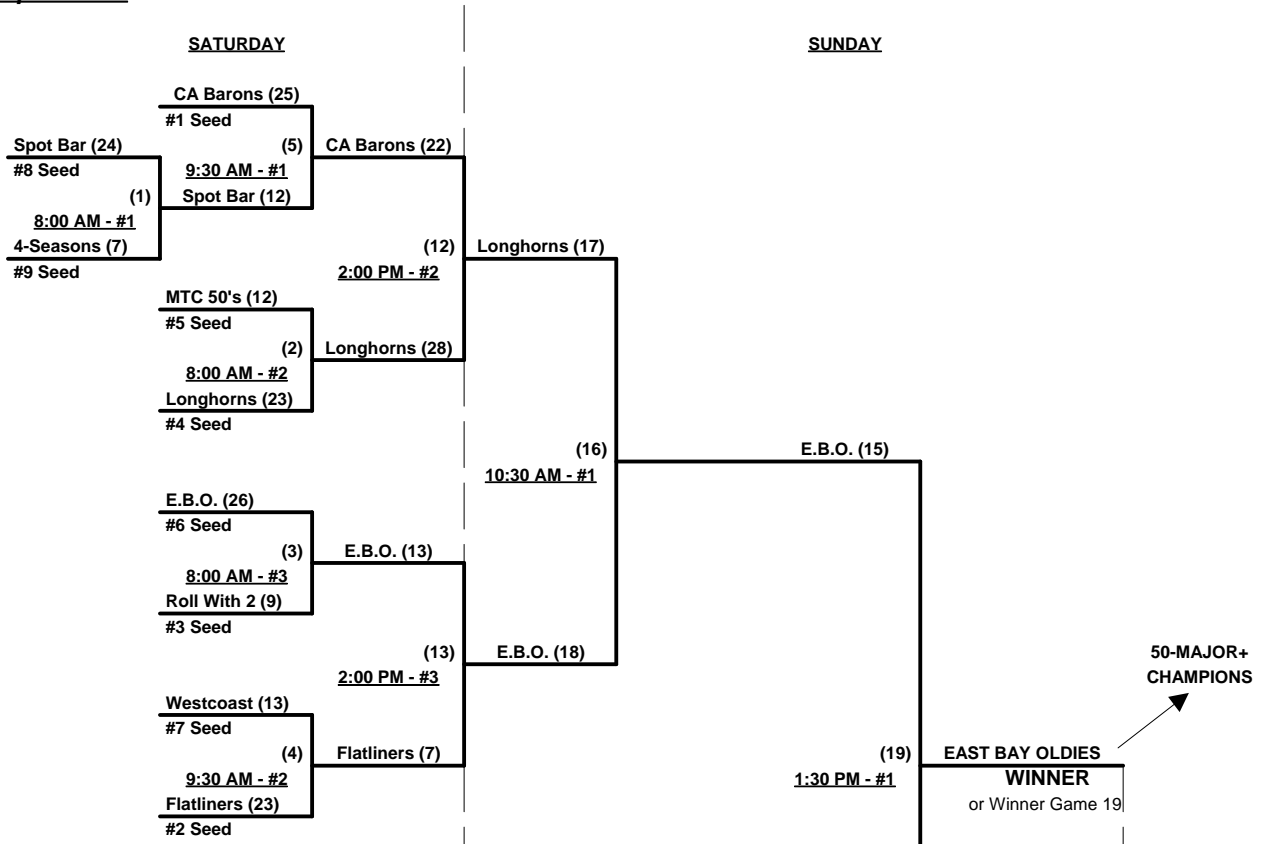 SATURDAY
SUNDAY
CA Barons (25)
#1 Seed
Spot Bar (24)
#8 Seed
(5)
9:30 AM - #1
CA Barons (22)
(1)
8:00 AM - #1
Spot Bar (12)
4-Seasons (7)
#9 Seed
(12)
2:00 PM - #2
Longhorns (17)
MTC 50's (12)
#5 Seed
(2)
8:00 AM - #2
Longhorns (28)
Longhorns (23)
#4 Seed
(16)
10:30 AM - #1
E.B.O. (15)
E.B.O. (26)
#6 Seed
(3)
8:00 AM - #3
E.B.O. (13)
Roll With 2 (9)
#3 Seed
(13)
2:00 PM - #3
E.B.O. (18)
50-MAJOR+
CHAMPIONS
Westcoast (13)
#7 Seed
(4)
9:30 AM - #2
Flatliners (7)
Flatliners (23)
#2 Seed
(19)
1:30 PM - #1
EAST BAY OLDIES
WINNER
or Winner Game 19